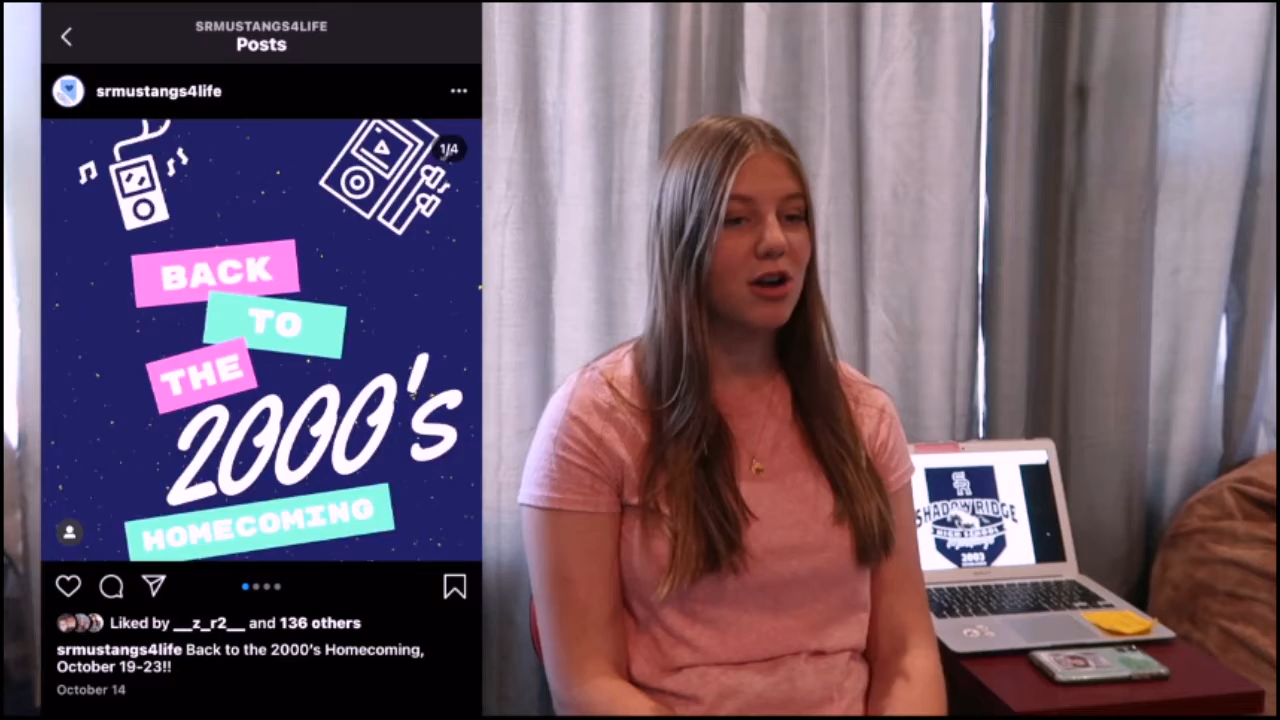 SRMUSTANGS4LIFE
Posts
srmustangs4life
1/4
BACK
TO
THE
2000's
HOMECOMING
Liked by __z_r2__ and 136 others
srmustangs4life Back to the 2000's Homecoming,
October 19-23!!
October 14
SR
SHADOW RIDGE
HIGH SCHOOL
2003